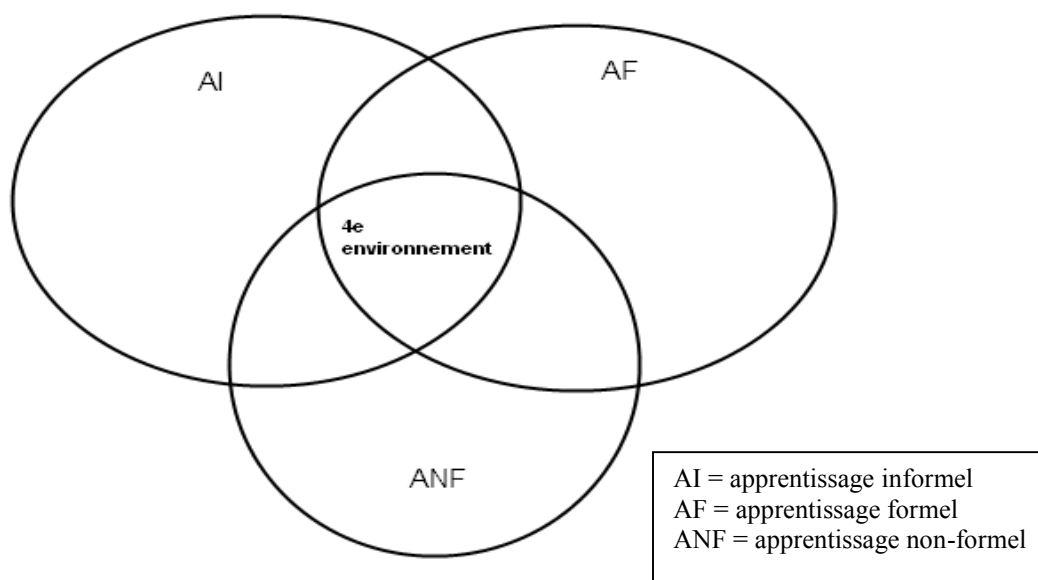 AI
AF
4e
environnement
ANF
AI = apprentissage informel
AF = apprentissage formel
ANF = apprentissage non-formel